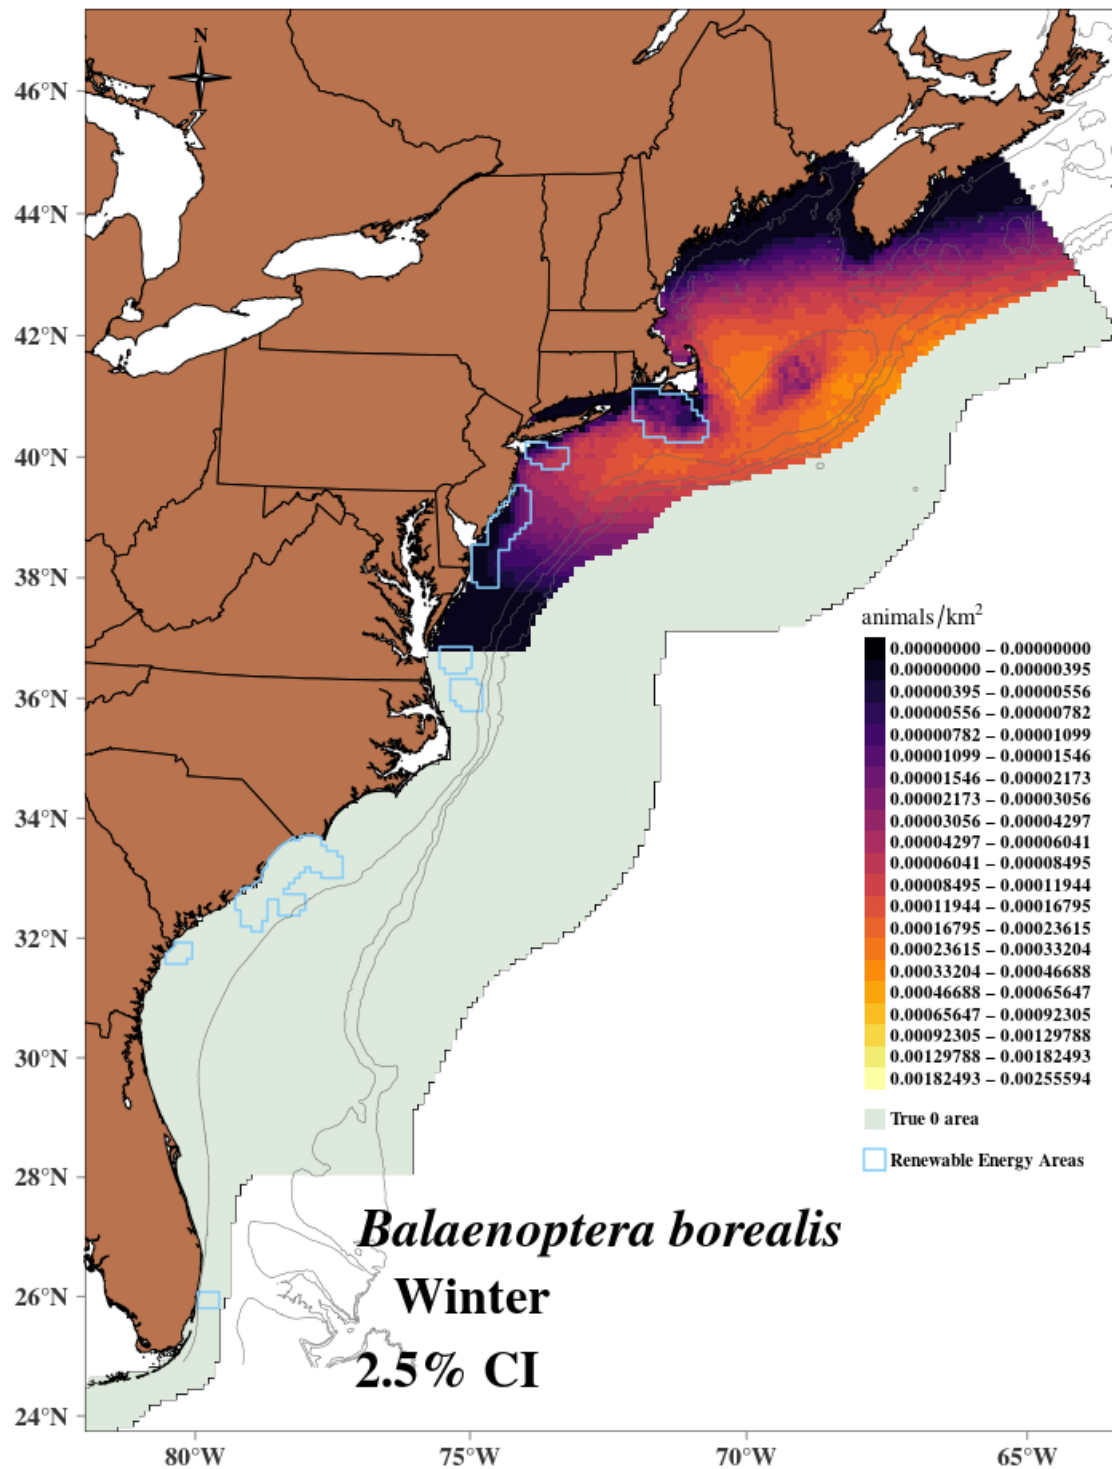 N
46°N
44°N
42°N
40°N
38°N
36°N
34°N
32°N
30°N
28°N
26°N
24°N
80°W
75°W
70°W
65°W
animals/km²
0.00000000 – 0.00000000
0.00000000 – 0.00000395
0.00000395 – 0.00000556
0.00000556 – 0.00000782
0.00000782 – 0.00001099
0.00001099 – 0.00001546
0.00001546 – 0.00002173
0.00002173 – 0.00003056
0.00003056 – 0.00004297
0.00004297 – 0.00006041
0.00006041 – 0.00008495
0.00008495 – 0.00011944
0.00011944 – 0.00016795
0.00016795 – 0.00023615
0.00023615 – 0.00033204
0.00033204 – 0.00046688
0.00046688 – 0.00065647
0.00065647 – 0.00092305
0.00092305 – 0.00129788
0.00129788 – 0.00182493
0.00182493 – 0.00255594
True 0 area
Renewable Energy Areas
Balaenoptera borealis
Winter
2.5% CI